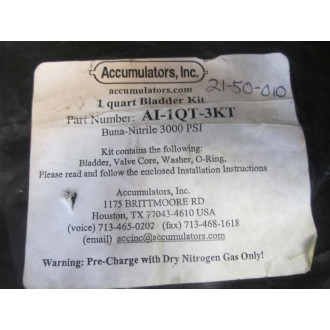 Accumulators, Inc.
accumulators.com
21-50-010
1 quart Bladder Kit
Part Number: AI-1QT-3KT
Buna-Nitrile 3000 PSI
Kit contains the following:
Bladder, Valve Core, Washer, O-Ring,
Please read and follow the enclosed Installation Instructions
Accumulators, Inc.
1175 BRITTMOORE RD
Houston, TX 77043-4610 USA
(voice) 713-465-0202 (fax) 713-468-1618
(email) accinc@accumulators.com
Warning: Pre-Charge with Dry Nitrogen Gas Only!